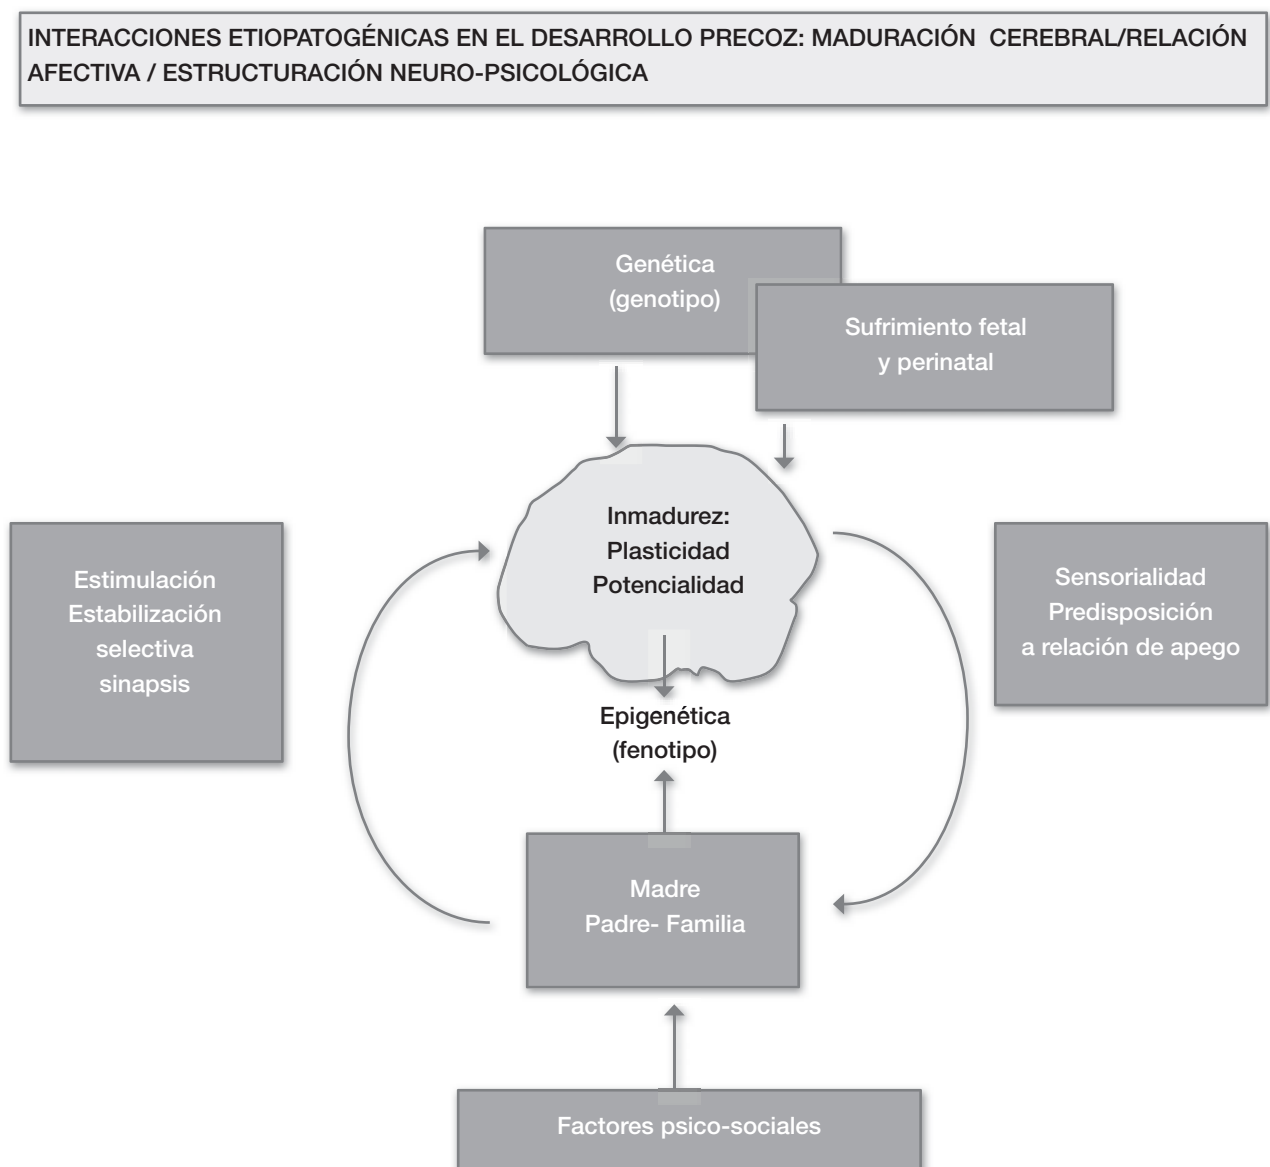 INTERACCIONES ETIOPATOGÉNICAS EN EL DESARROLLO PRECOZ: MADURACIÓN CEREBRAL/RELACIÓN
AFECTIVA / ESTRUCTURACIÓN NEURO-PSICOLÓGICA
Genética
(genotipo)
Sufrimiento fetal
y perinatal
Inmadurez:
Plasticidad
Potencialidad
Estimulación
Estabilización
selectiva
sinapsis
Sensorialidad
Predisposición
a relación de apego
Epigenética
(fenotipo)
Madre
Padre- Familia
Factores psico-sociales